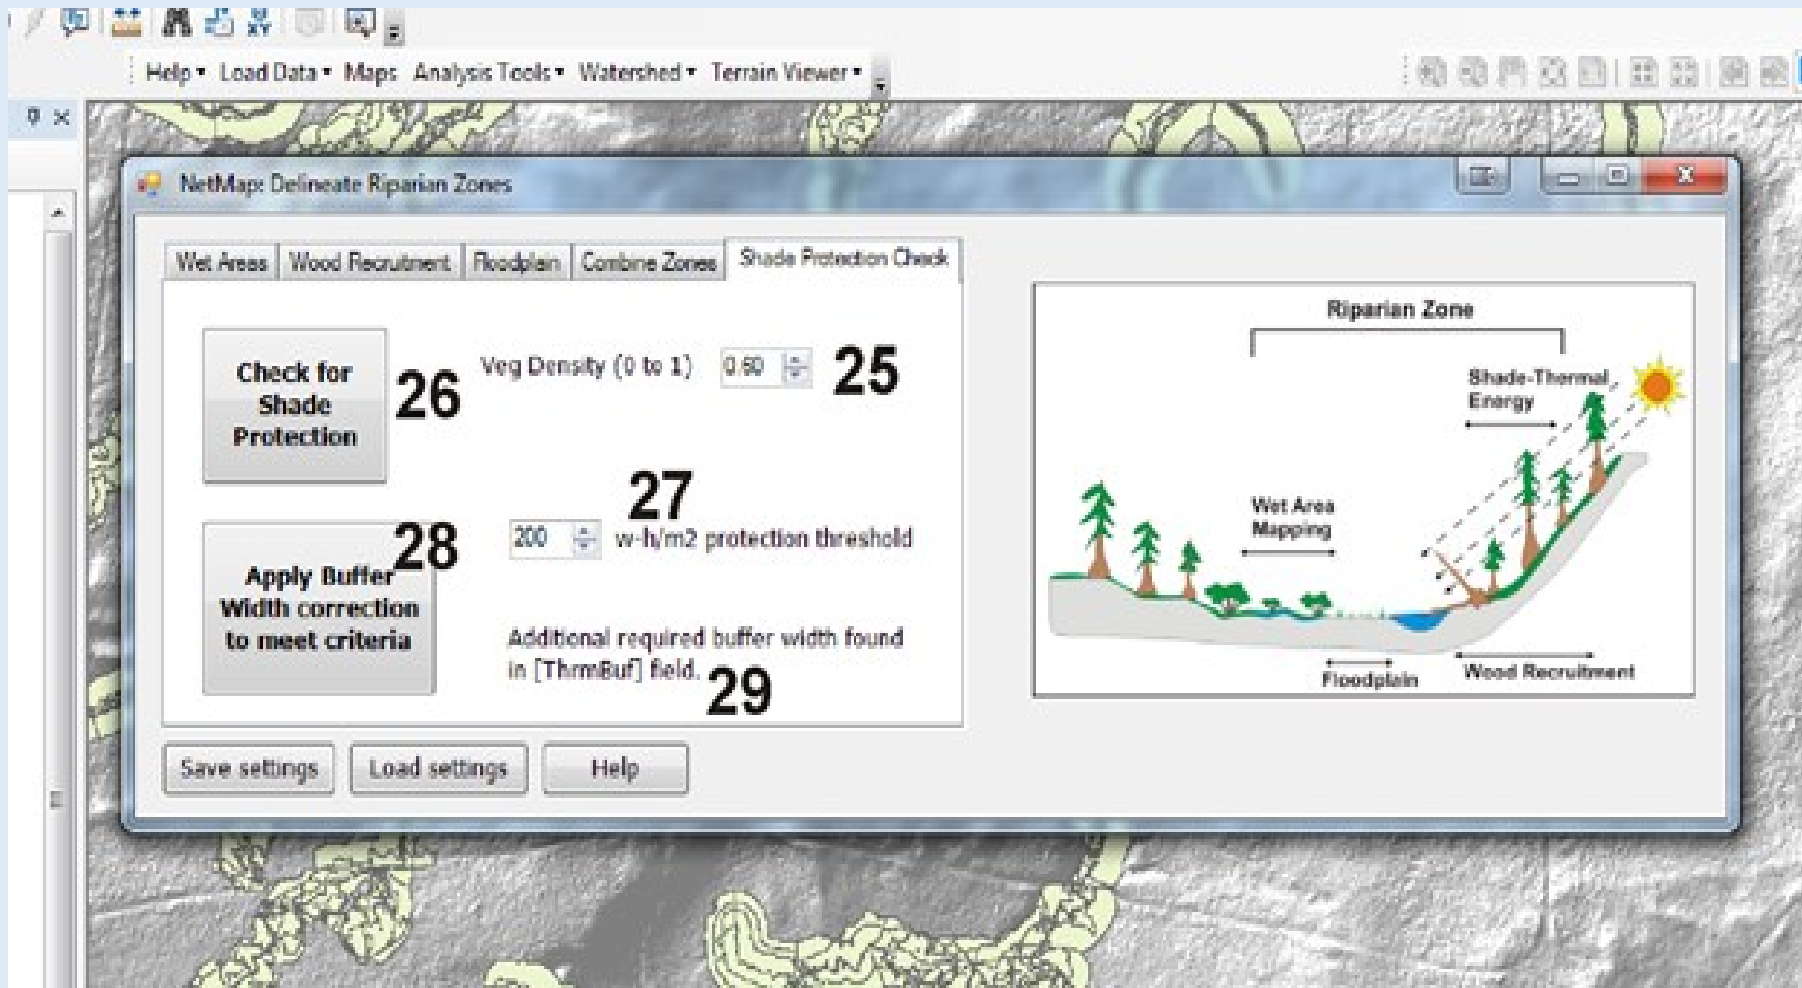 Help Load Data Maps Analysis Tools Watershed Terrain Viewer
NetMap: Delineate Riparian Zones
Wet Areas Wood Recruitment Floodplain Combine Zones Shade Protection Check
Check for
Shade
Protection
26
Veg Density (0 to 1) 0.60 25
27
200 w-h/m2 protection threshold
28
Apply Buffer
Width correction
to meet criteria
Additional required buffer width found
in [ThrmBuf] field.
29
Save settings Load settings Help
Riparian Zone
Shade-Thermal
Energy
Wet Area
Mapping
Floodplain
Wood Recruitment